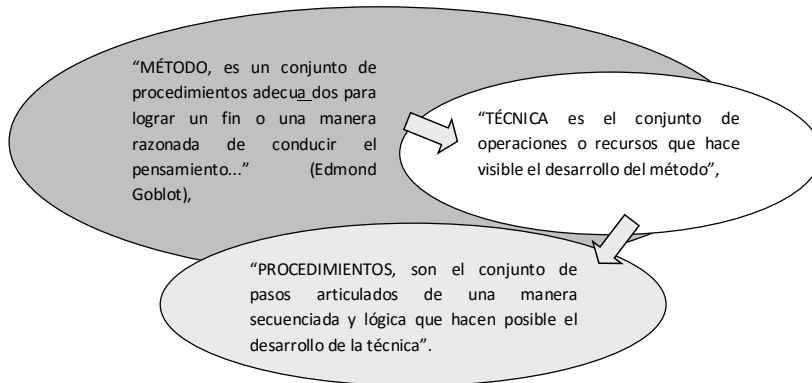 “MÉTODO, es un conjunto de
procedimientos adecua dos para
lograr un fin o una manera
razonada de conducir el
pensamiento...” (Edmond
Goblot),
“TÉCNICA es el conjunto de
operaciones o recursos que hace
visible el desarrollo del método”,
“PROCEDIMIENTOS, son el conjunto de
pasos articulados de una manera
secuenciada y lógica que hacen posible el
desarrollo de la técnica”.